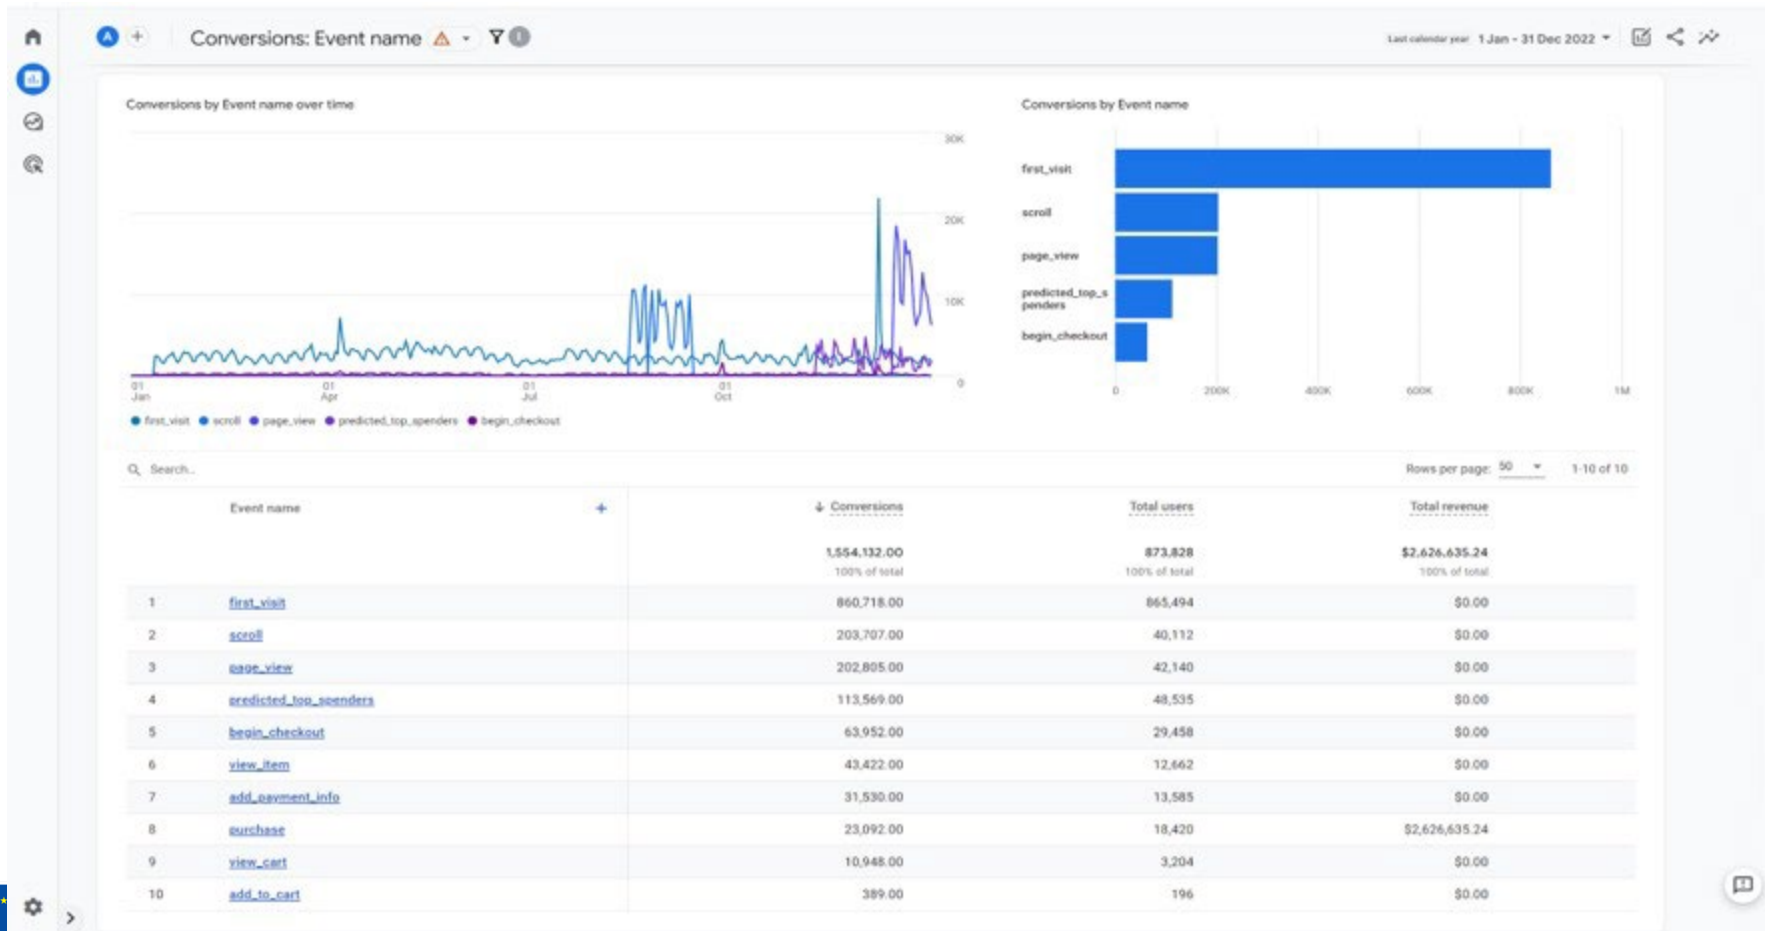 A
Conversions: Event name
Last calendar year 1 Jan - 31 Dec 2022
Conversions by Event name over time
30K
20K
10K
0
01 Jan
01 Apr
01 Jul
01 Oct
first_visit scroll page_view predicted_top_spenders begin_checkout
Conversions by Event name
first_visit
scroll
page_view
predicted_top_s
penders
begin_checkout
0 200K 400K 600K 800K 1M
Search..
Rows per page: 50 1-10 of 10
Event name + Conversions Total users Total revenue
1,554,132.00 873,828 $2,626,635.24
100% of total 100% of total 100% of total
1 first_visit 860,718.00 865,494 $0.00
2 scroll 203,707.00 40,112 $0.00
3 page_view 202,805.00 42,140 $0.00
4 predicted_top_spenders 113,569.00 48,535 $0.00
5 begin_checkout 63,952.00 29,458 $0.00
6 view_item 43,422.00 12,662 $0.00
7 add_payment_info 31,530.00 13,585 $0.00
8 purchase 23,092.00 18,420 $2,626,635.24
9 view_cart 10,948.00 3,204 $0.00
10 add_to_cart 389.00 196 $0.00